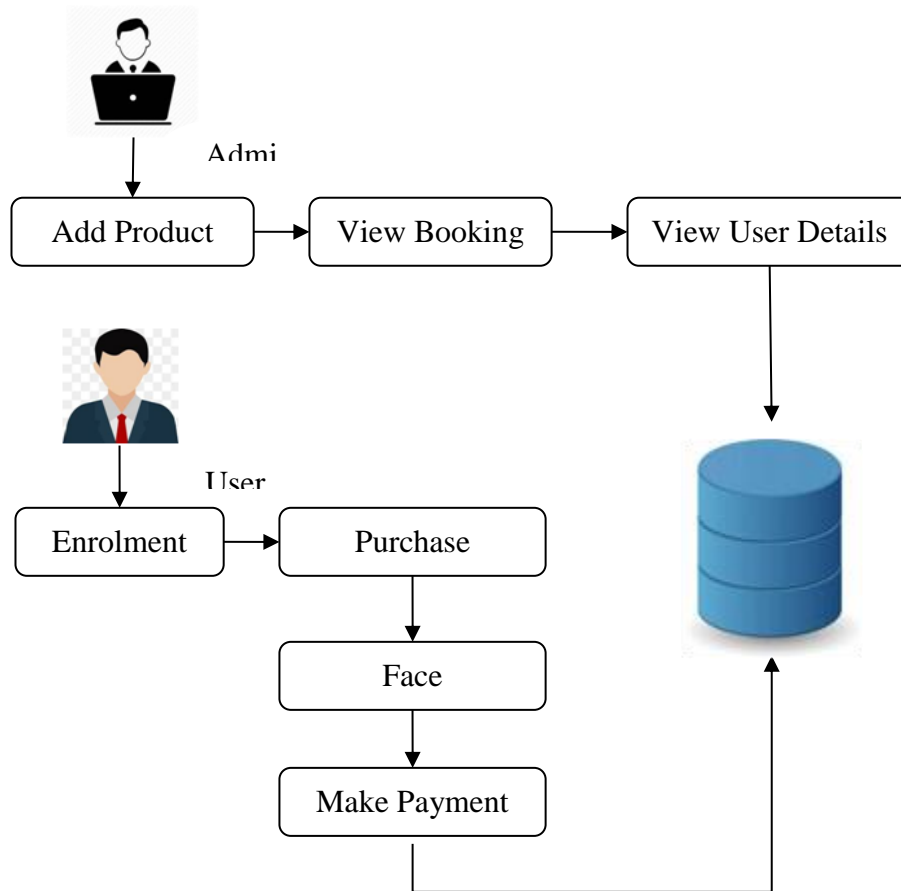 Admi
Add Product
View Booking
View User Details
User
Enrolment
Purchase
Face
Make Payment